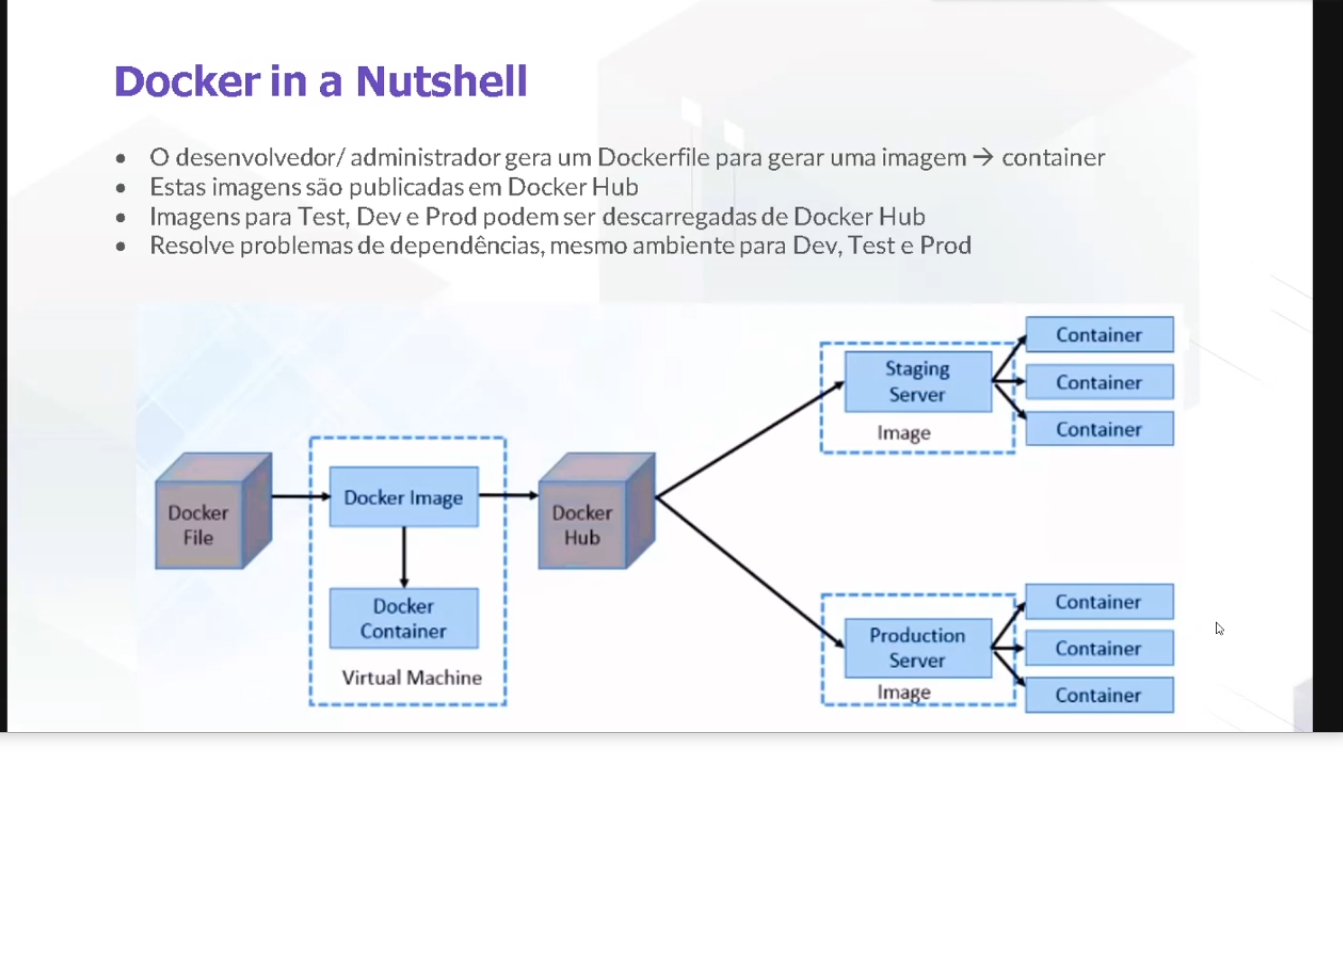 Docker in a Nutshell
• O desenvolvedor/ administrador gera um Dockerfile para gerar uma imagem → container
• Estas imagens são publicadas em Docker Hub
• Imagens para Test, Dev e Prod podem ser descarregadas de Docker Hub
• Resolve problemas de dependências, mesmo ambiente para Dev, Test e Prod
Docker
File
Docker Image
Docker
Container
Virtual Machine
Docker
Hub
Staging
Server
Image
Container
Container
Container
Production
Server
Image
Container
Container
Container